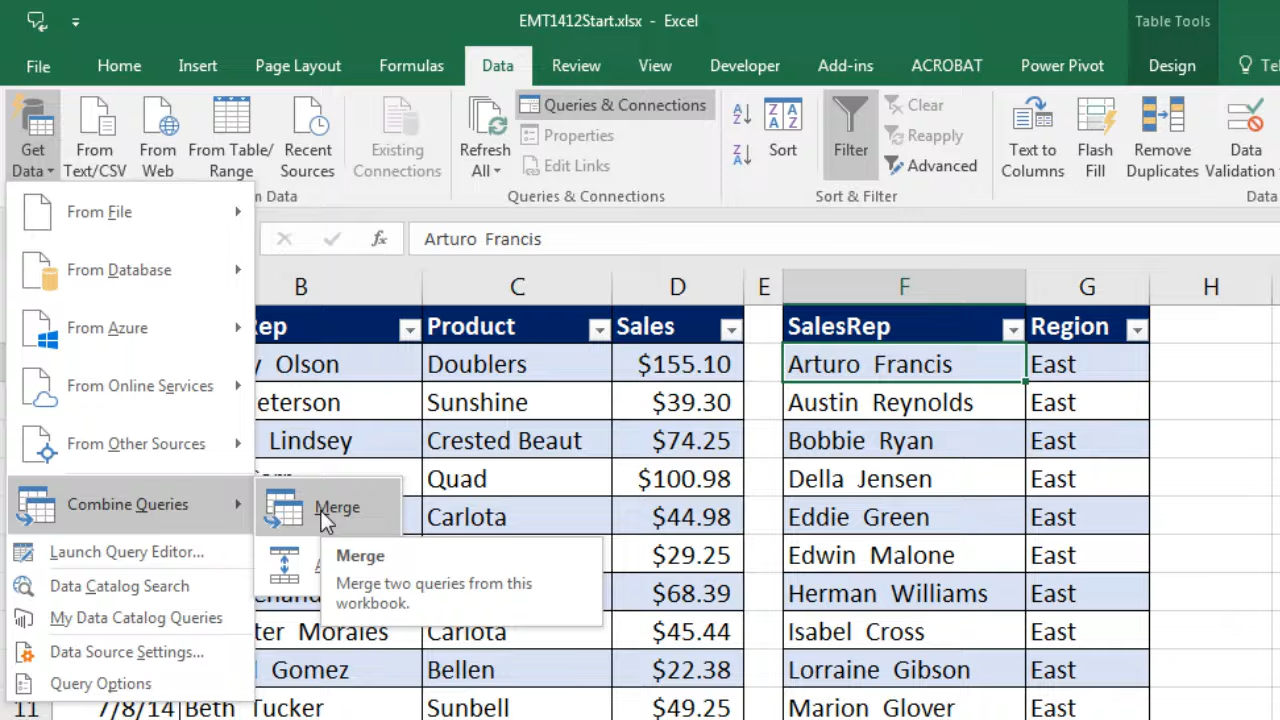 EMT1412Start.xlsx - Excel
Table Tools
File Home Insert Page Layout Formulas Data Review View Developer Add-ins ACROBAT Power Pivot Design Tel
Get Data
From Text/CSV
From Web
From Table/ Range
Recent Sources
Existing Connections
Refresh All
Queries & Connections
Properties
Edit Links
Sort
Filter
Clear
Reapply
Advanced
Text to Columns
Flash Fill
Remove Duplicates
Data Validation
Data
Queries & Connections
Sort & Filter
Data
From File
From Database
From Azure
From Online Services
From Other Sources
Combine Queries
Launch Query Editor...
Data Catalog Search
My Data Catalog Queries
Data Source Settings...
Query Options
Merge
Merge
Merge two queries from this
workbook.
fx Arturo Francis
B C D E F G H
Product Sales SalesRep Region
Olson Doublers $155.10 Arturo Francis East
eterson Sunshine $39.30 Austin Reynolds East
Lindsey Crested Beaut $74.25 Bobbie Ryan East
Quad $100.98 Della Jensen East
Carlota $44.98 Eddie Green East
$29.25 Edwin Malone East
$68.39 Herman Williams East
ter Morales Carlota $45.44 Isabel Cross East
Gomez Bellen $22.38 Lorraine Gibson East
11 7/8/14 Beth Tucker Sunbell $49.25 Marion Glover East